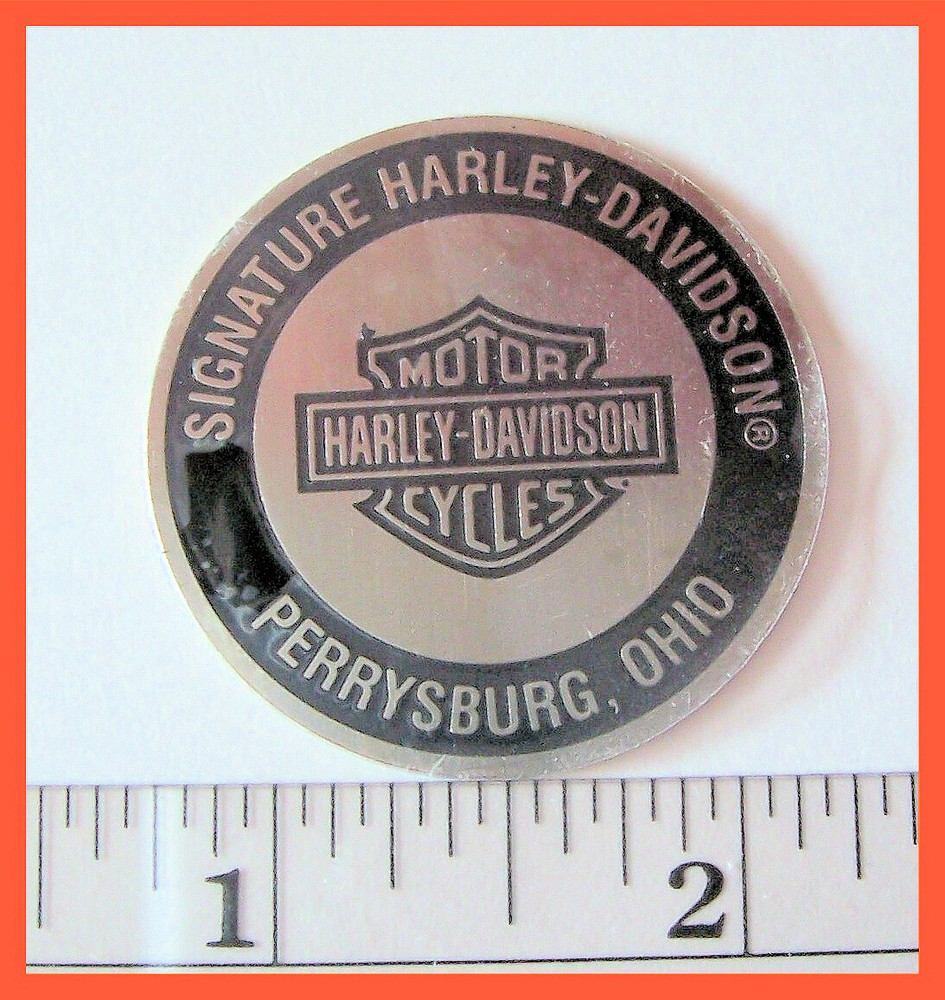 SIGNATURE HARLEY-DAVIDSON®
MOTOR
HARLEY-DAVIDSON
CYCLES
PERRYSBURG, OHIO
1 2